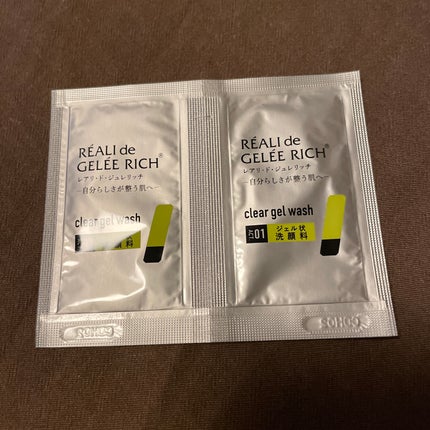 RÉALI de
GELÉE RICH®
レアリ・ド・ジュレリッチ
―自分らしさが整う肌へ―
clear gel wash
顔 料
RÉALI de
GELÉE RICH®
レアリ・ド・ジュレリッチ
―自分らしさが整う肌へ―
clear gel wash
01
ジェル状
洗 顔 料